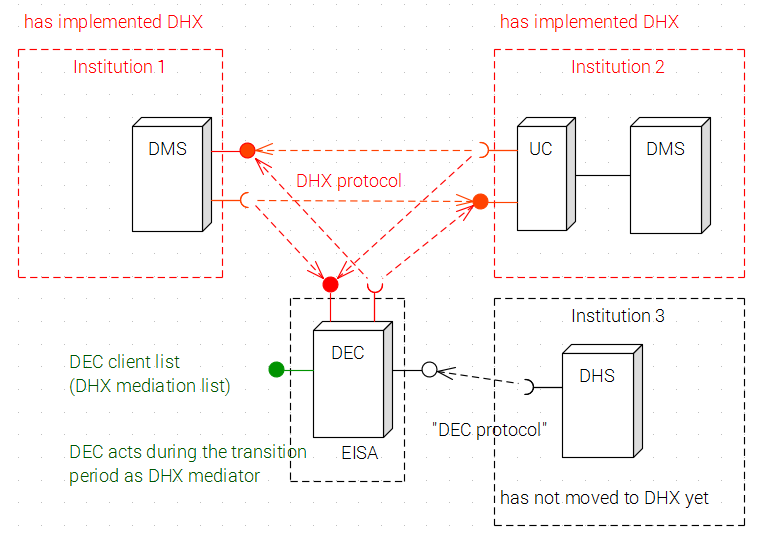 has implemented DHX
has implemented DHX
Institution 1
Institution 2
DMS
UC
DMS
DHX protocol
Institution 3
DEC
DHS
DEC client list
(DHX mediation list)
"DEC protocol"
DEC acts during the transition
period as DHX mediator
EISA
has not moved to DHX yet